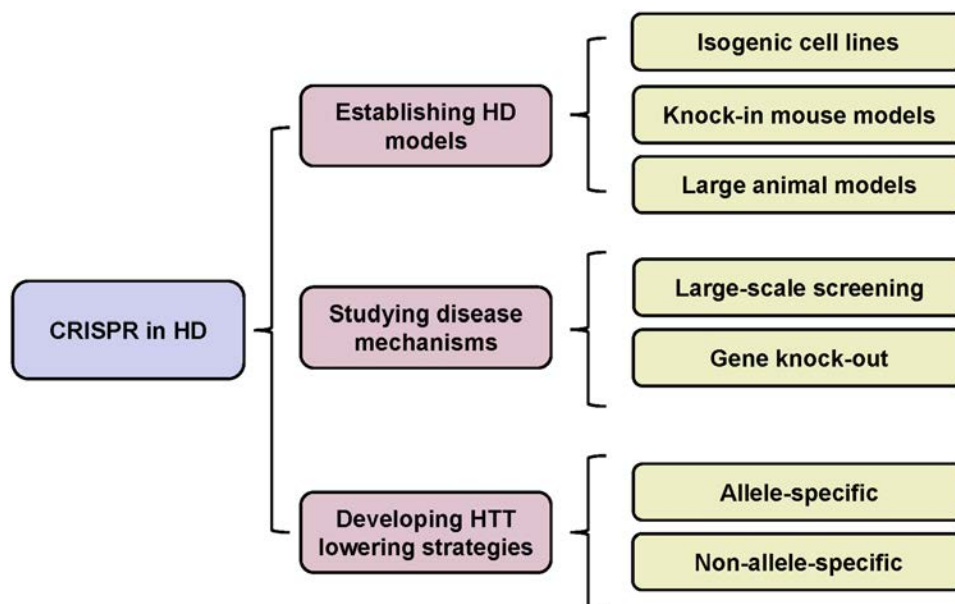 CRISPR in HD
Establishing HD
models
Isogenic cell lines
Knock-in mouse models
Large animal models
Studying disease
mechanisms
Large-scale screening
Gene knock-out
Developing HTT
lowering strategies
Allele-specific
Non-allele-specific